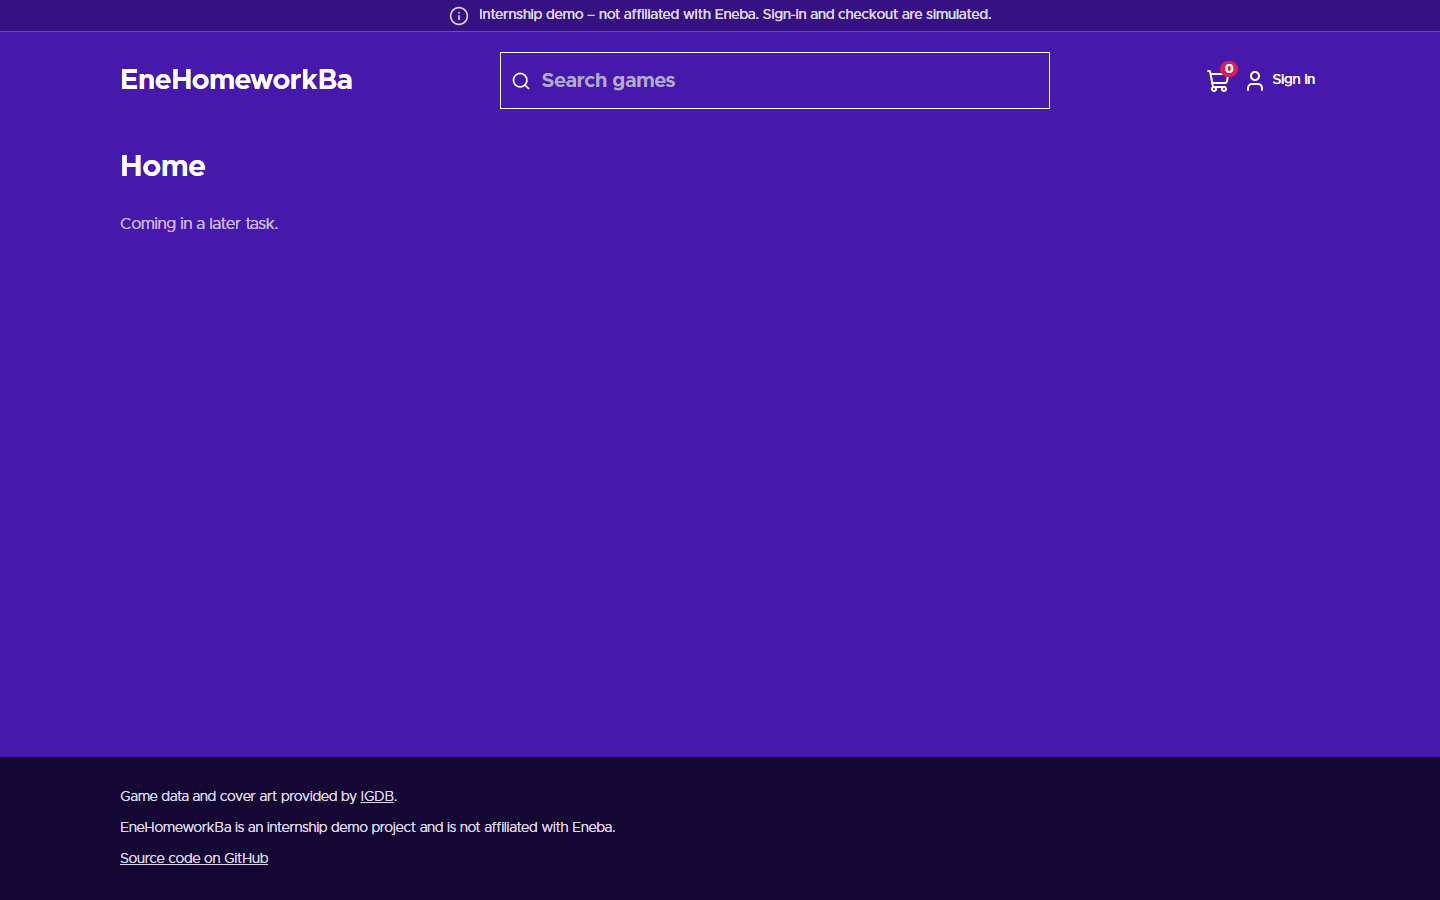 Internship demo – not affiliated with Eneba. Sign-in and checkout are simulated.
EneHomeworkBa
Search games
0
Sign in
Home
Coming in a later task.
Game data and cover art provided by IGDB.
EneHomeworkBa is an internship demo project and is not affiliated with Eneba.
Source code on GitHub